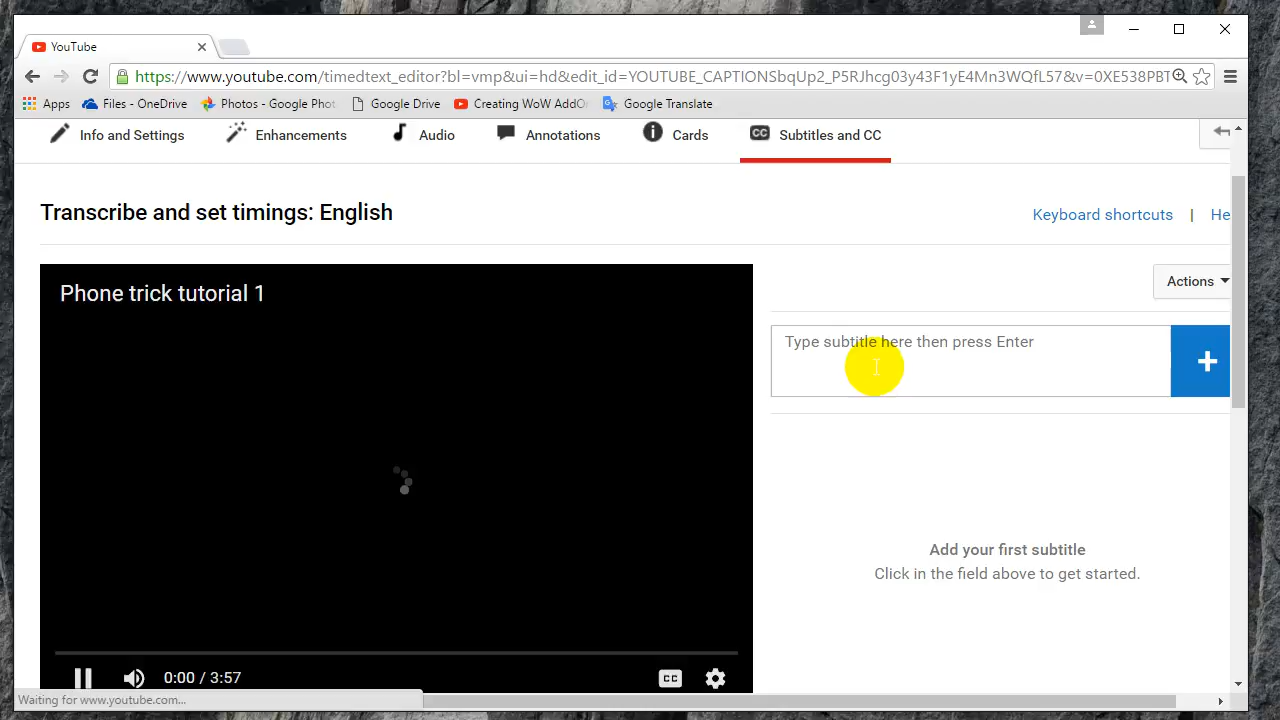 YouTube
https://www.youtube.com/timedtext_editor?bl=vmp&ui=hd&edit_id=YOUTUBE_CAPTIONSbqUp2_P5RJhcg03y43F1yE4Mn3WQfL57&v=0XE538PBT
Apps Files - OneDrive Photos - Google Phot Google Drive Creating WoW AddO Google Translate
Info and Settings Enhancements Audio Annotations Cards CC Subtitles and CC
Transcribe and set timings: English
Keyboard shortcuts | He
Phone trick tutorial 1
Actions
Type subtitle here then press Enter
+
Add your first subtitle
Click in the field above to get started.
0:00 / 3:57 CC
Waiting for www.youtube.com...